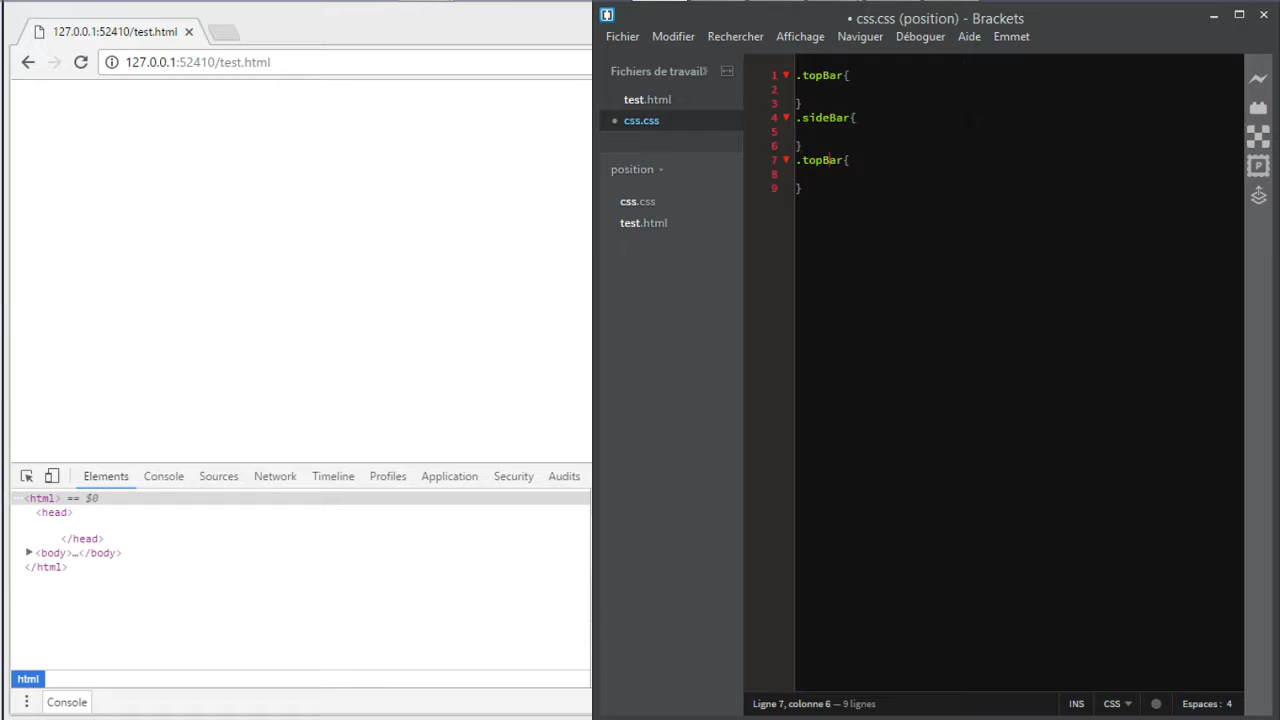 127.0.0.1:52410/test.html
127.0.0.1:52410/test.html
Elements Console Sources Network Timeline Profiles Application Security Audits
<html> == $0
<head>
</head>
<body>…</body>
</html>
html
Console
• css.css (position) - Brackets
Fichier Modifier Rechercher Affichage Naviguer Déboguer Aide Emmet
Fichiers de travail
test.html
css.css
position
css.css
test.html
1 .topBar{
2
3 }
4 .sideBar{
5
6 }
7 .topBar{
8
9 }
Ligne 7, colonne 6 — 9 lignes
INS CSS Espaces : 4